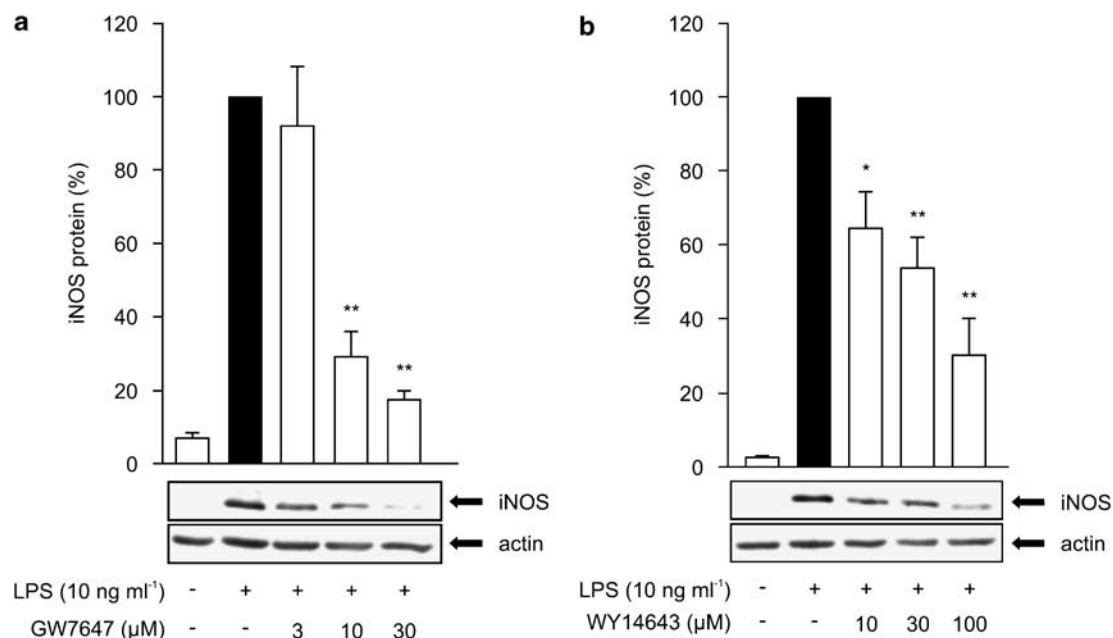 a
120
100
80
60
40
20
0
iNOS protein (%)
**
**
iNOS
actin
LPS (10 ng ml⁻¹) - + + + +
GW7647 (µM) - - 3 10 30
b
120
100
80
60
40
20
0
iNOS protein (%)
*
**
**
iNOS
actin
LPS (10 ng ml⁻¹) - + + + +
WY14643 (µM) - - 10 30 100